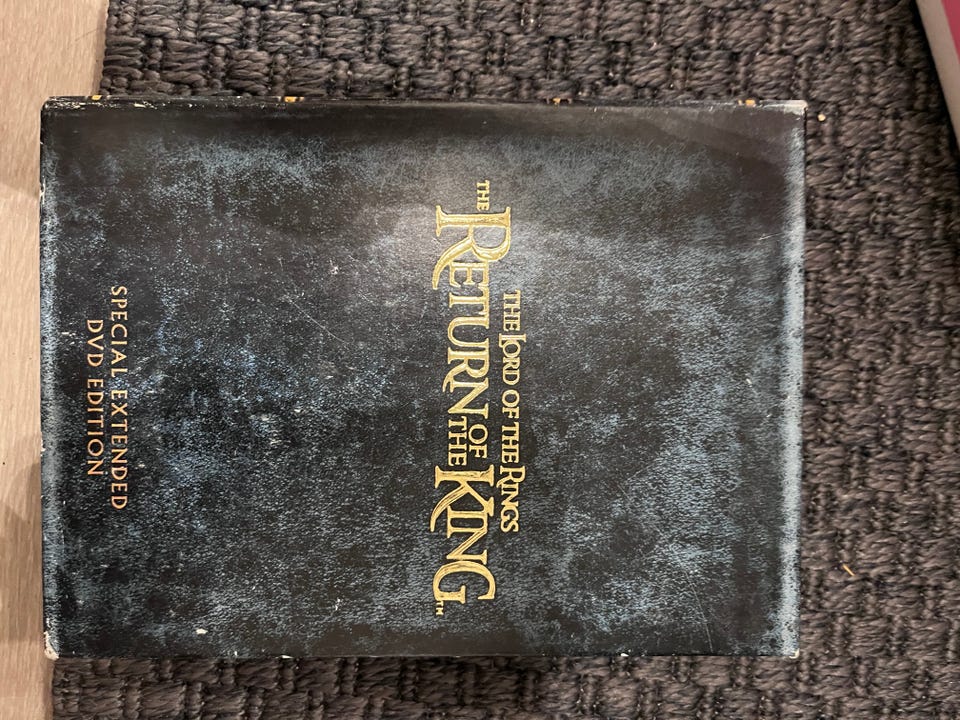 THE LORD OF THE RINGS
THE RETURN OF THE KING™
SPECIAL EXTENDED
DVD EDITION